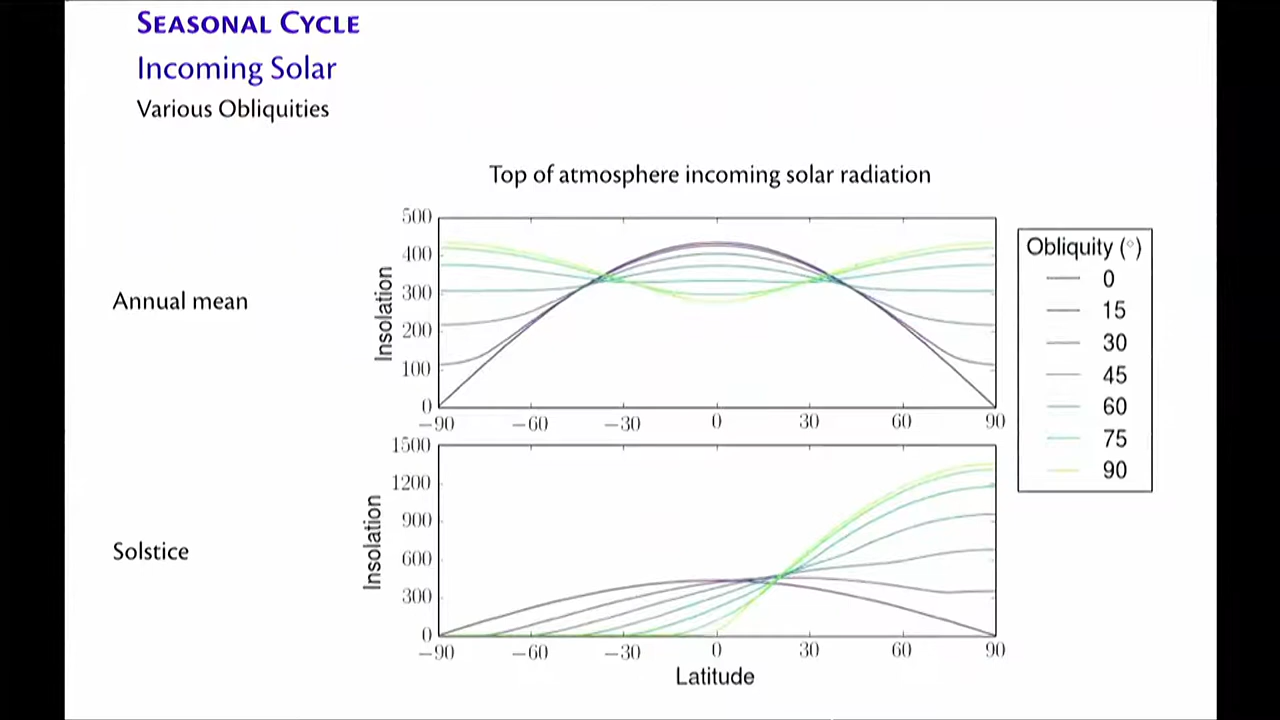 SEASONAL CYCLE
Incoming Solar
Various Obliquities
Top of atmosphere incoming solar radiation
Annual mean
Insolation
500
400
300
200
100
0
−90 −60 −30 0 30 60 90
Obliquity (°)
0
15
30
45
60
75
90
Solstice
Insolation
1500
1200
900
600
300
0
−90 −60 −30 0 30 60 90
Latitude